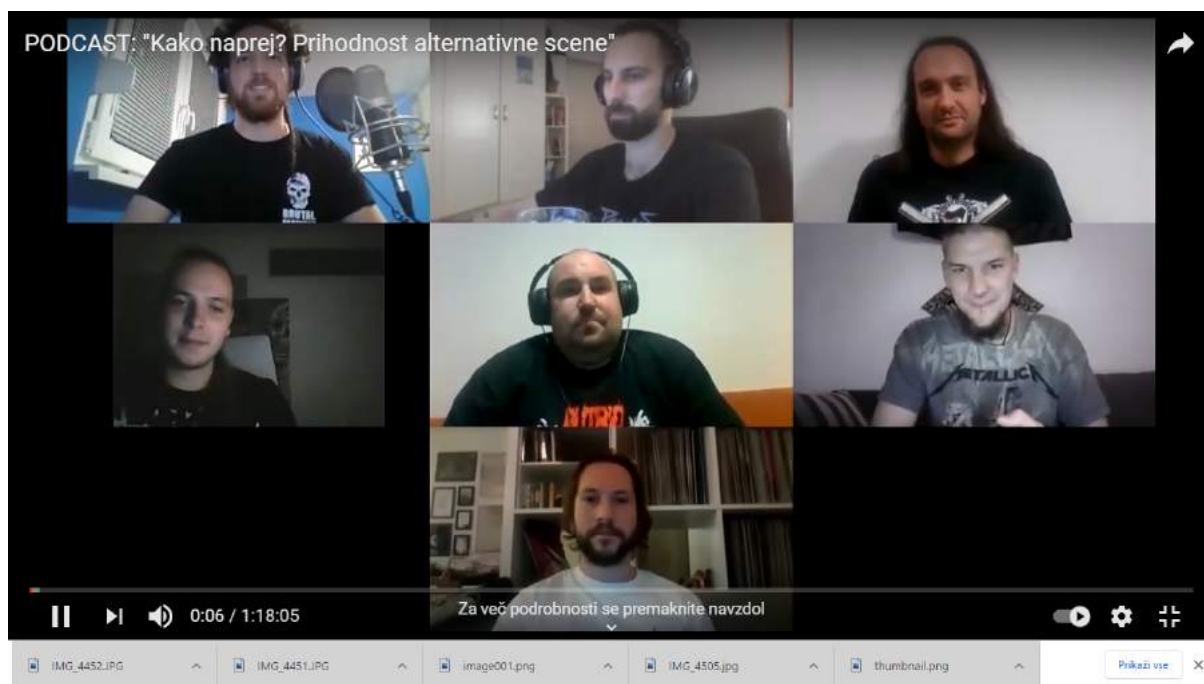 PODCAST: "Kako naprej? Prihodnost alternativne scene"
BRUTAL
METALLICA
0:06 / 1:18:05
Za več podrobnosti se premaknite navzdol
IMG_4452.JPG
IMG_4451.JPG
image001.png
IMG_4505.jpg
thumbnail.png
Prikaži vse